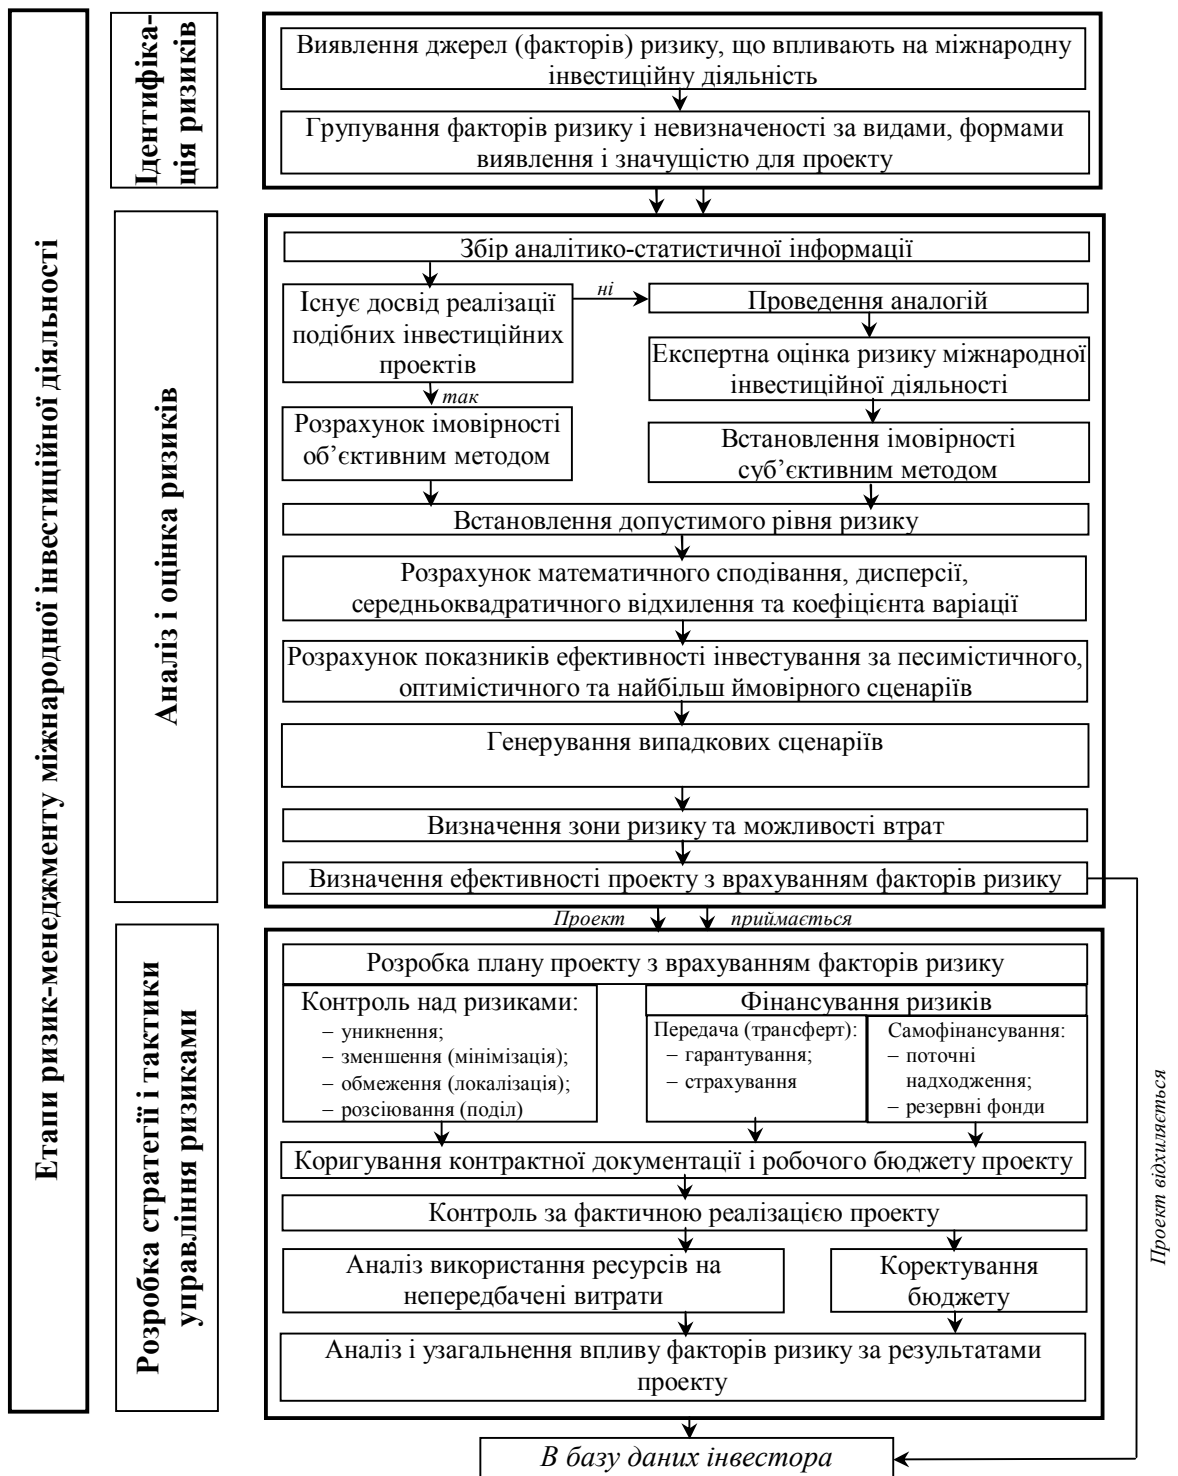 Етапи ризик-менеджменту міжнародної інвестиційної діяльності
Ідентифіка-
ція ризиків
Виявлення джерел (факторів) ризику, що впливають на міжнародну
інвестиційну діяльність
Групування факторів ризику і невизначеності за видами, формами
виявлення і значущістю для проекту
Аналіз і оцінка ризиків
Збір аналітико-статистичної інформації
Існує досвід реалізації
подібних інвестиційних
проектів
ні
Проведення аналогій
Експертна оцінка ризику міжнародної
інвестиційної діяльності
так
Розрахунок імовірності
об’єктивним методом
Встановлення імовірності
суб’єктивним методом
Встановлення допустимого рівня ризику
Розрахунок математичного сподівання, дисперсії,
середньоквадратичного відхилення та коефіцієнта варіації
Розрахунок показників ефективності інвестування за песимістичного,
оптимістичного та найбільш ймовірного сценаріїв
Генерування випадкових сценаріїв
Визначення зони ризику та можливості втрат
Визначення ефективності проекту з врахуванням факторів ризику
Проект приймається
Розробка стратегії і тактики
управління ризиками
Розробка плану проекту з врахуванням факторів ризику
Контроль над ризиками:
– уникнення;
– зменшення (мінімізація);
– обмеження (локалізація);
– розсіювання (поділ)
Фінансування ризиків
Передача (трансферт):
– гарантування;
– страхування
Самофінансування:
– поточні
надходження;
– резервні фонди
Коригування контрактної документації і робочого бюджету проекту
Контроль за фактичною реалізацією проекту
Аналіз використання ресурсів на
непередбачені витрати
Коректування
бюджету
Аналіз і узагальнення впливу факторів ризику за результатами
проекту
Проект відхиляється
В базу даних інвестора